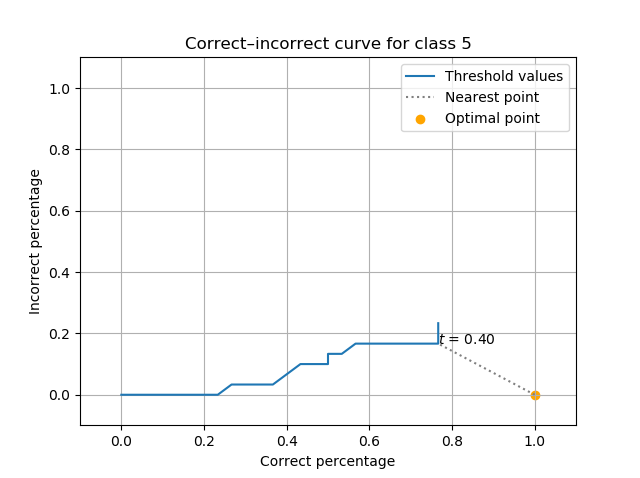 Correct–incorrect curve for class 5
Threshold values
Nearest point
Optimal point
1.0
0.8
0.6
0.4
0.2
0.0
Incorrect percentage
t = 0.40
0.0 0.2 0.4 0.6 0.8 1.0
Correct percentage